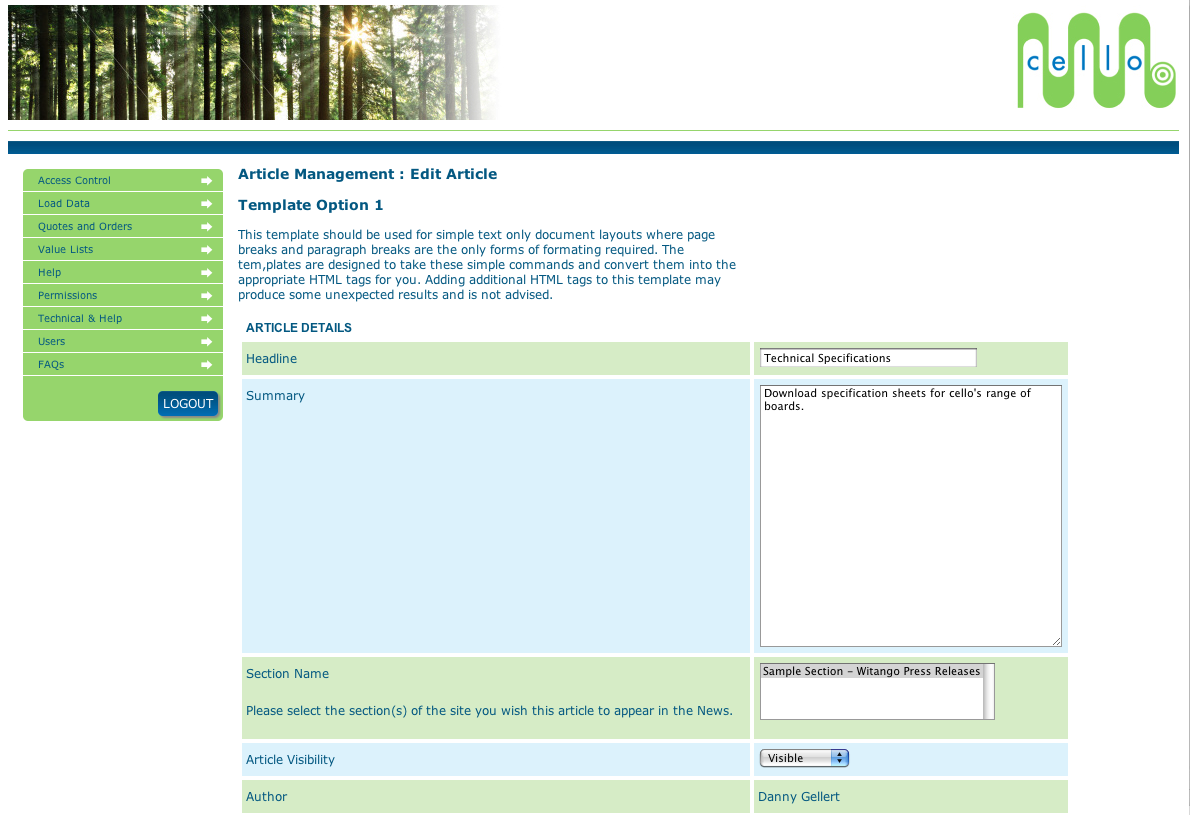 cello
Article Management : Edit Article
Access Control
Load Data
Quotes and Orders
Value Lists
Help
Permissions
Technical & Help
Users
FAQs
LOGOUT
Template Option 1
This template should be used for simple text only document layouts where page
breaks and paragraph breaks are the only forms of formating required. The
tem,plates are designed to take these simple commands and convert them into the
appropriate HTML tags for you. Adding additional HTML tags to this template may
produce some unexpected results and is not advised.
ARTICLE DETAILS
Headline
Technical Specifications
Summary
Download specification sheets for cello's range of
boards.
Section Name
Sample Section – Witango Press Releases
Please select the section(s) of the site you wish this article to appear in the News.
Article Visibility
Visible
Author
Danny Gellert